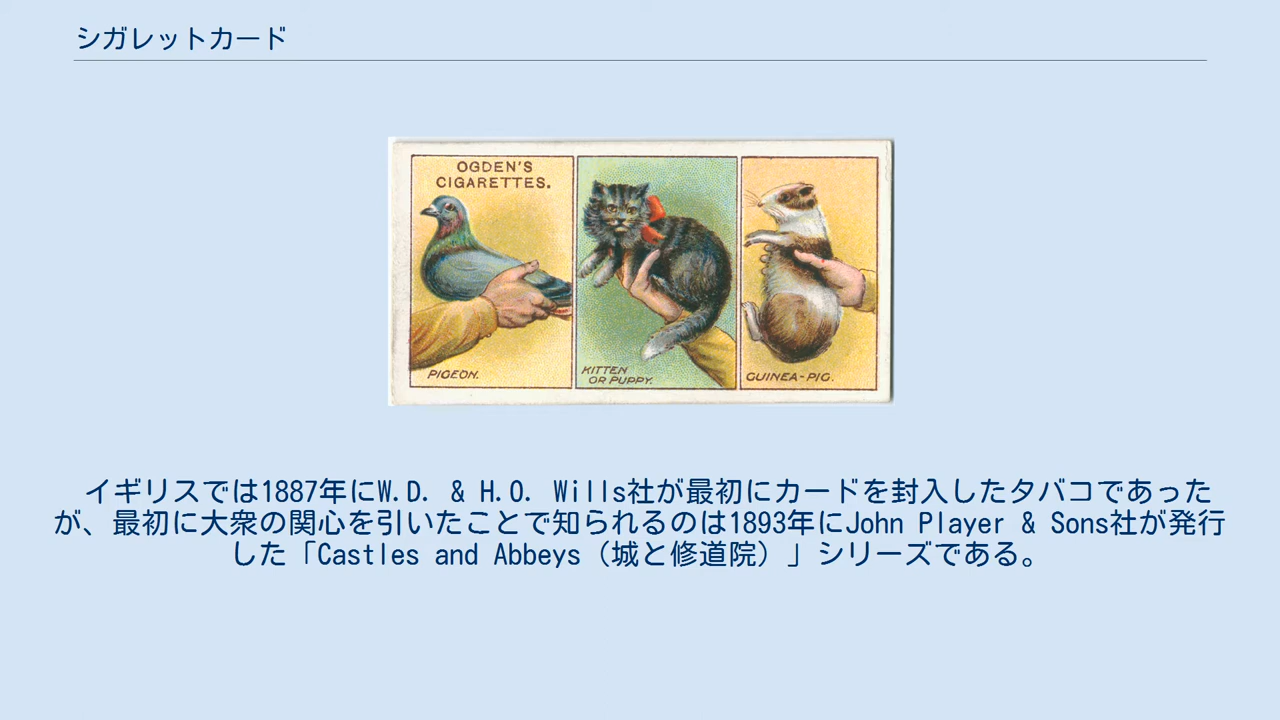 シガレットカード
OGDEN'S
CIGARETTES.
PIGEON.
KITTEN
OR PUPPY.
GUINEA-PIG.
イギリスでは1887年にW.D. & H.O. Wills社が最初にカードを封入したタバコであった
が、最初に大衆の関心を引いたことで知られるのは1893年にJohn Player & Sons社が発行
した「Castles and Abbeys（城と修道院）」シリーズである。